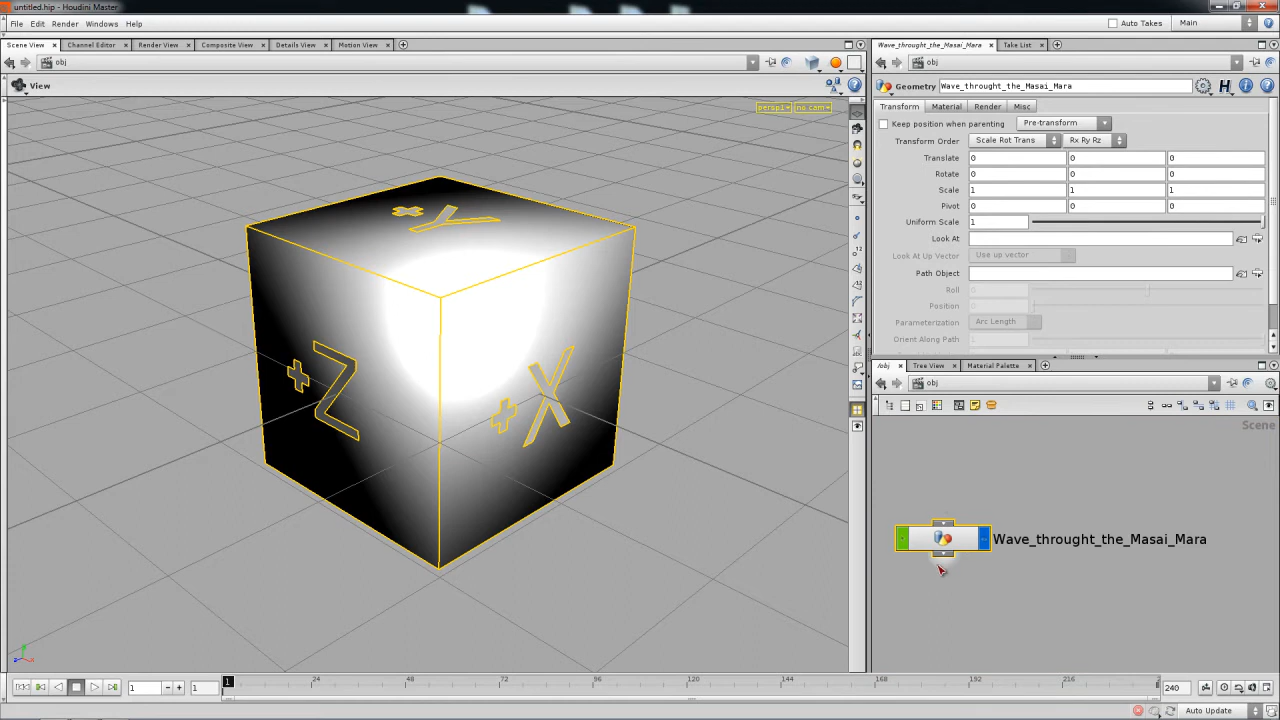 untitled.hip - Houdini Master
File Edit Render Windows Help
Auto Takes Main
Scene View Channel Editor Render View Composite View Details View Motion View
obj
View
persp1 no cam
Wave_throught_the_Masai_Mara Take List
obj
Geometry Wave_throught_the_Masai_Mara
Transform Material Render Misc
Keep position when parenting Pre-transform
Transform Order Scale Rot Trans Rx Ry Rz
Translate 0 0 0
Rotate 0 0 0
Scale 1 1 1
Pivot 0 0 0
Uniform Scale 1
Look At
Look At Up Vector Use up vector
Path Object
Roll 0
Position
Parameterization Arc Length
Orient Along Path
+Y
+Z
+X
/obj Tree View Material Palette
obj
Scene
Wave_throught_the_Masai_Mara
1 1 1 24 48 72 96 120 144 168 192 216 2 240
Auto Update